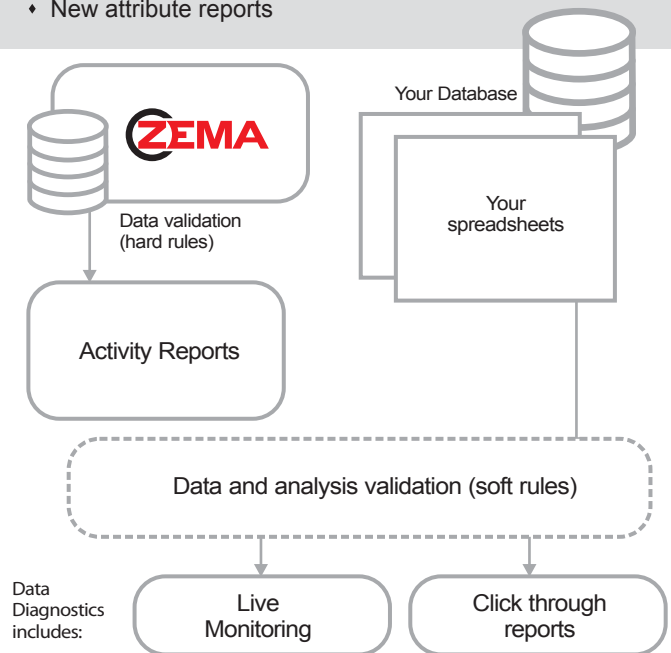 ♦ New attribute reports
ZEMA
Your Database
Your
spreadsheets
Data validation
(hard rules)
Activity Reports
Data and analysis validation (soft rules)
Data
Diagnostics
includes:
Live
Monitoring
Click through
reports